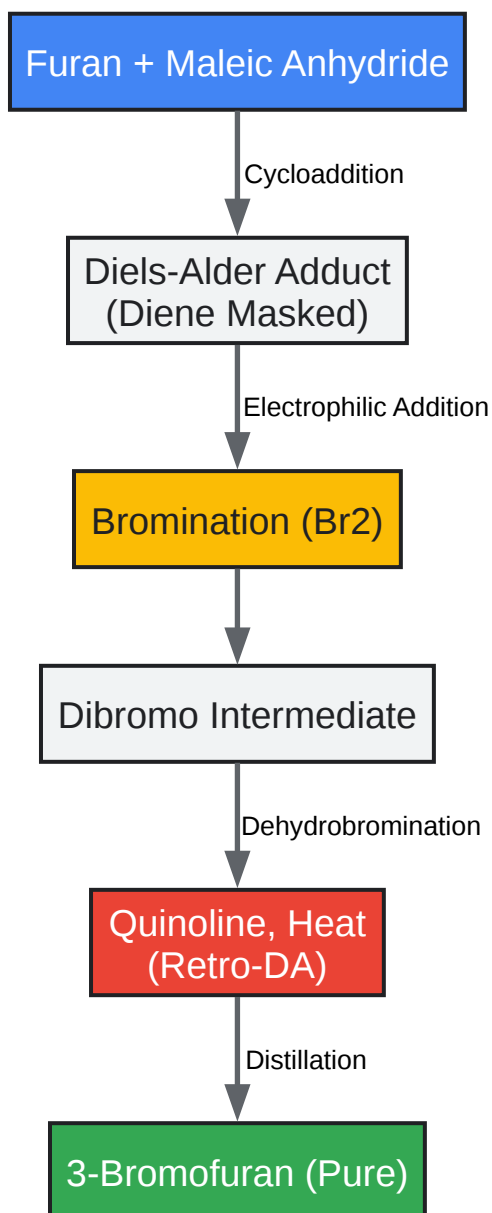 Furan + Maleic Anhydride
Cycloaddition
Diels-Alder Adduct
(Diene Masked)
Electrophilic Addition
Bromination (Br2)
Dibromo Intermediate
Dehydrobromination
Quinoline, Heat
(Retro-DA)
Distillation
3-Bromofuran (Pure)